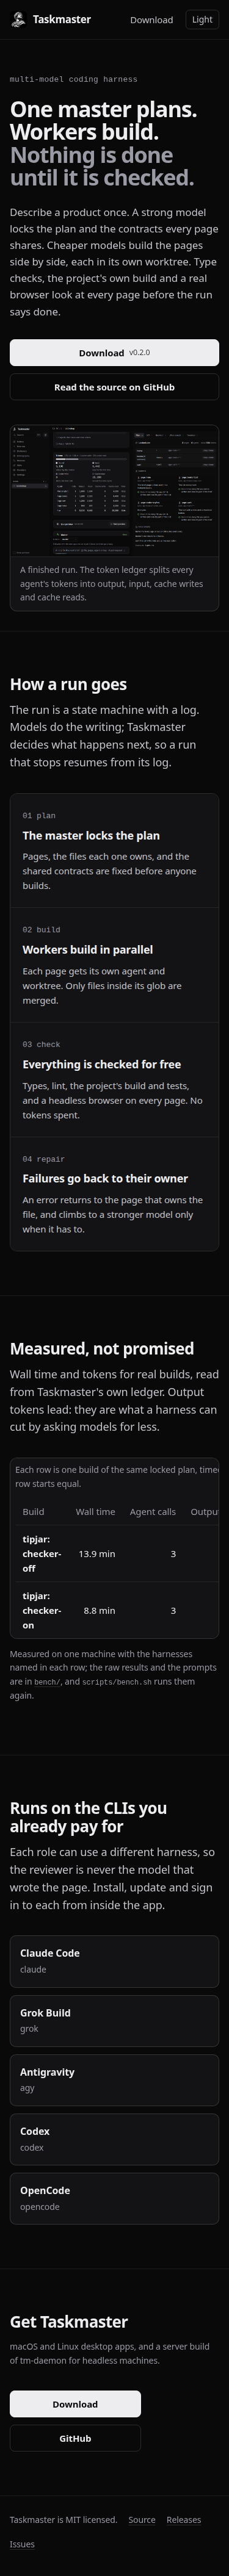 Taskmaster
Download
Light
multi-model coding harness
One master plans.
Workers build.
Nothing is done
until it is checked.
Describe a product once. A strong model
locks the plan and the contracts every page
shares. Cheaper models build the pages
side by side, each in its own worktree. Type
checks, the project's own build and a real
browser look at every page before the run
says done.
Download v0.2.0
Read the source on GitHub
A finished run. The token ledger splits every
agent's tokens into output, input, cache writes
and cache reads.
How a run goes
The run is a state machine with a log.
Models do the writing; Taskmaster
decides what happens next, so a run
that stops resumes from its log.
01 plan
The master locks the plan
Pages, the files each one owns, and the
shared contracts are fixed before anyone
builds.
02 build
Workers build in parallel
Each page gets its own agent and
worktree. Only files inside its glob are
merged.
03 check
Everything is checked for free
Types, lint, the project's build and tests,
and a headless browser on every page. No
tokens spent.
04 repair
Failures go back to their owner
An error returns to the page that owns the
file, and climbs to a stronger model only
when it has to.
Measured, not promised
Wall time and tokens for real builds, read
from Taskmaster's own ledger. Output
tokens lead: they are what a harness can
cut by asking models for less.
Each row is one build of the same locked plan, time
row starts equal.
Build Wall time Agent calls Output
tipjar:
checker-
off
13.9 min 3
tipjar:
checker-
on
8.8 min 3
Measured on one machine with the harnesses
named in each row; the raw results and the prompts
are in bench/, and scripts/bench.sh runs them
again.
Runs on the CLIs you
already pay for
Each role can use a different harness, so
the reviewer is never the model that
wrote the page. Install, update and sign
in to each from inside the app.
Claude Code
claude
Grok Build
grok
Antigravity
agy
Codex
codex
OpenCode
opencode
Get Taskmaster
macOS and Linux desktop apps, and a server build
of tm-daemon for headless machines.
Download
GitHub
Taskmaster is MIT licensed. Source Releases
Issues